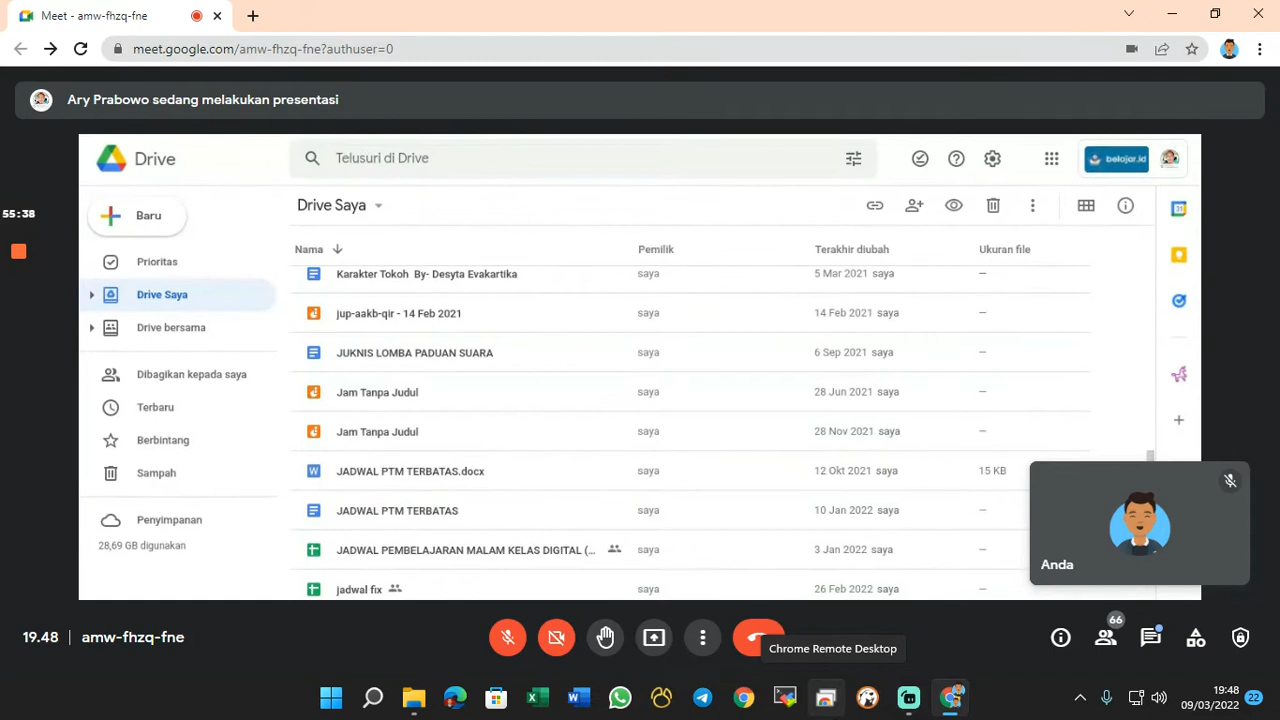 Meet - amw-fhzq-fne
meet.google.com/amw-fhzq-fne?authuser=0
Ary Prabowo sedang melakukan presentasi
Drive
Telusuri di Drive
belajar.id
55:38
Baru
Drive Saya
Nama Pemilik Terakhir diubah Ukuran file
Prioritas
Drive Saya
Drive bersama
Dibagikan kepada saya
Terbaru
Berbintang
Sampah
Penyimpanan
28,69 GB digunakan
Karakter Tokoh By- Desyta Evakartika saya 5 Mar 2021 saya –
jup-aakb-qir - 14 Feb 2021 saya 14 Feb 2021 saya –
JUKNIS LOMBA PADUAN SUARA saya 6 Sep 2021 saya –
Jam Tanpa Judul saya 28 Jun 2021 saya –
Jam Tanpa Judul saya 28 Nov 2021 saya –
JADWAL PTM TERBATAS.docx saya 12 Okt 2021 saya 15 KB
JADWAL PTM TERBATAS saya 10 Jan 2022 saya –
JADWAL PEMBELAJARAN MALAM KELAS DIGITAL (... saya 3 Jan 2022 saya –
jadwal fix saya 26 Feb 2022 saya –
31
Anda
19.48 | amw-fhzq-fne
66
Chrome Remote Desktop
19:48
09/03/2022
22